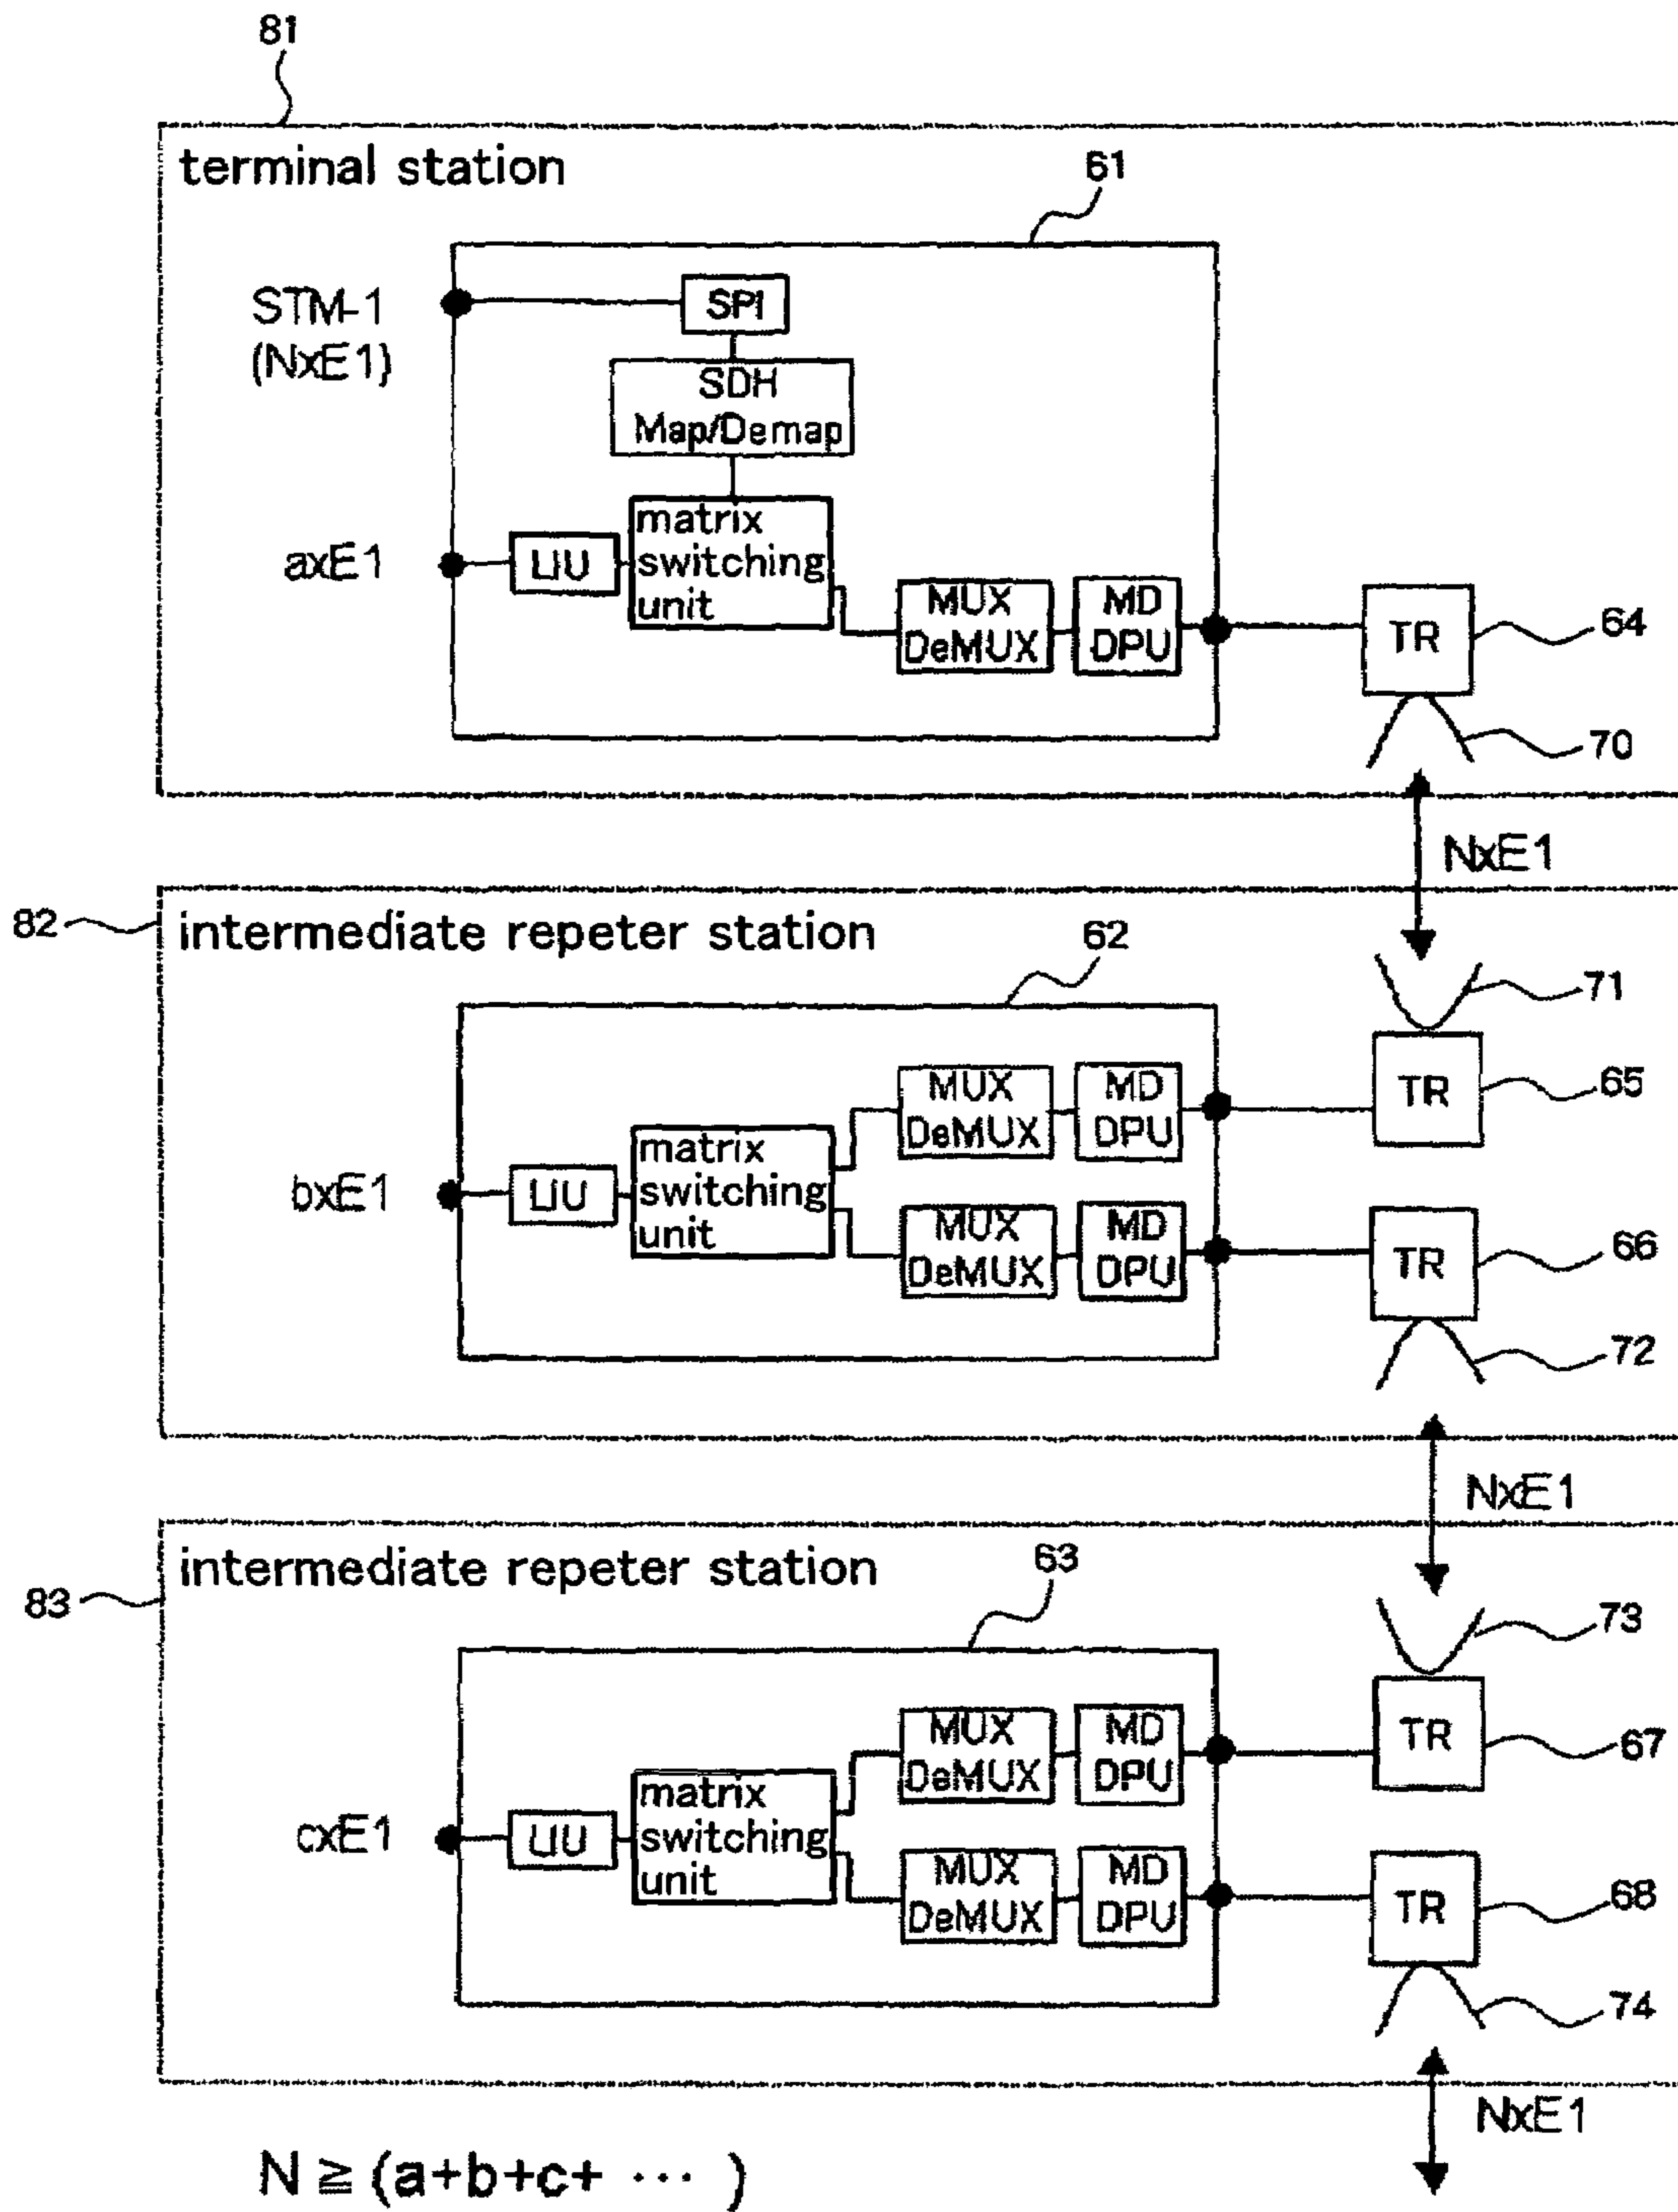 81
terminal station
61
STM-1
(NxE1)
SPI
SDH
Map/Demap
axE1
LIU
matrix
switching
unit
MUX
DeMUX
MD
DPU
TR
64
70
NxE1
82
intermediate repeter station
62
71
bxE1
LIU
matrix
switching
unit
MUX
DeMUX
MD
DPU
TR
65
MUX
DeMUX
MD
DPU
TR
66
72
NxE1
83
intermediate repeter station
63
73
cxE1
LIU
matrix
switching
unit
MUX
DeMUX
MD
DPU
TR
67
MUX
DeMUX
MD
DPU
TR
68
74
NxE1
N ≧ (a+b+c+ ··· )